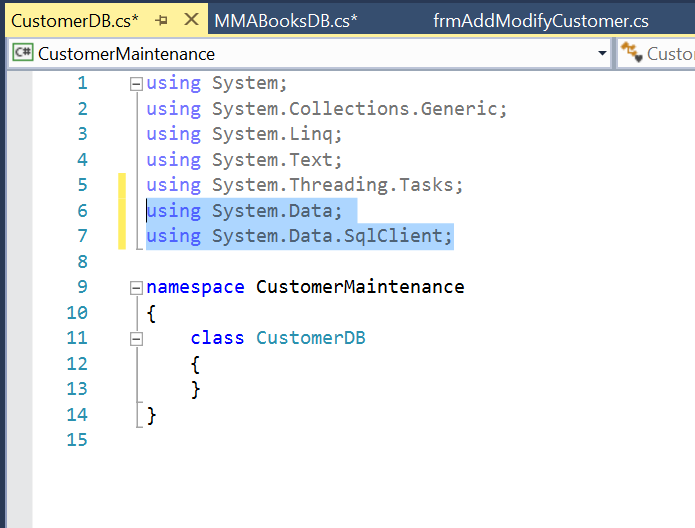 CustomerDB.cs* MMABooksDB.cs* frmAddModifyCustomer.cs
C# CustomerMaintenance Custo
1 using System;
2 using System.Collections.Generic;
3 using System.Linq;
4 using System.Text;
5 using System.Threading.Tasks;
6 using System.Data;
7 using System.Data.SqlClient;
8
9 namespace CustomerMaintenance
10 {
11 class CustomerDB
12 {
13 }
14 }
15